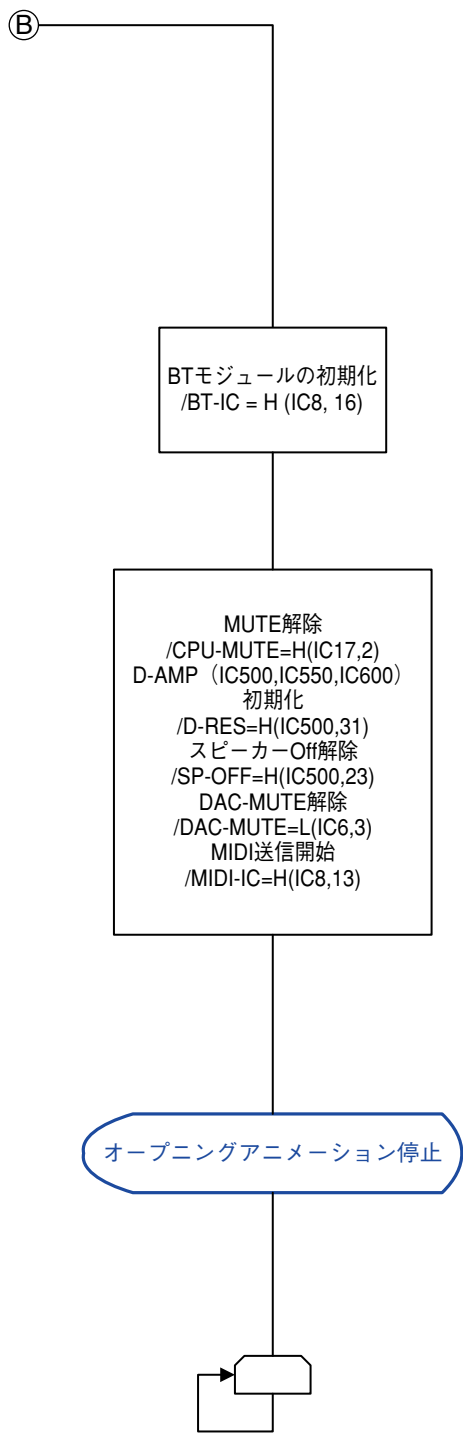 B
BTモジュールの初期化
/BT-IC = H (IC8, 16)
MUTE解除
/CPU-MUTE=H(IC17,2)
D-AMP（IC500,IC550,IC600）
初期化
/D-RES=H(IC500,31)
スピーカーOff解除
/SP-OFF=H(IC500,23)
DAC-MUTE解除
/DAC-MUTE=L(IC6,3)
MIDI送信開始
/MIDI-IC=H(IC8,13)
オープニングアニメーション停止